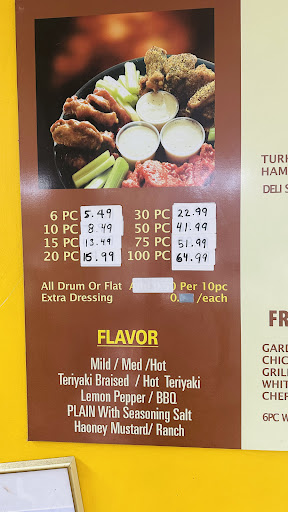 6 PC 5.49 30 PC 22.99
10 PC 8.49 50 PC 41.99
15 PC 13.49 75 PC 51.99
20 PC 15.99 100 PC 64.99
All Drum Or Flat 0 Per 10pc
Extra Dressing 0. /each
FLAVOR
Mild / Med /Hot
Teriyaki Braised / Hot Teriyaki
Lemon Pepper / BBQ
PLAIN With Seasoning Salt
Haoney Mustard/ Ranch
TURK
HAM
DELI S
FR
GARD
CHIC
GRIL
WHIT
CHEF
6PC W